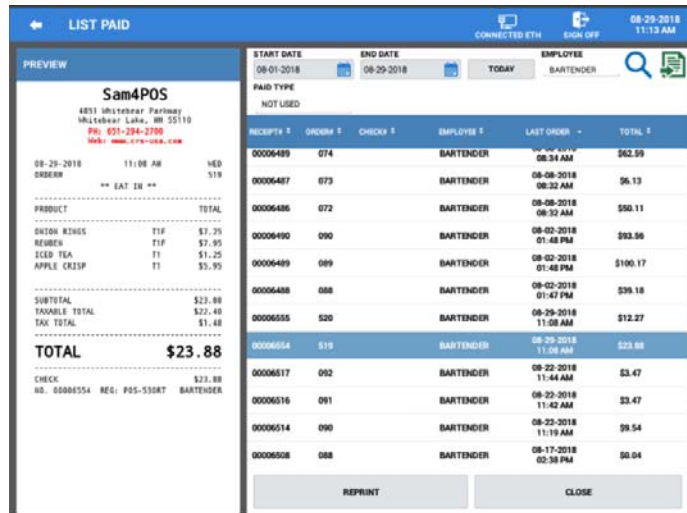 LIST PAID
CONNECTED ETH
SIGN OFF
08-29-2018
11:13 AM
PREVIEW
Sam4POS
4851 Whitebear Parkway
Whitebear Lake, MN 55110
PH: 651-294-2700
Web: www.crs-usa.com
08-29-2018 11:08 AM WED
ORDER# 519
** EAT IN **
PRODUCT TOTAL
ONION RINGS T1F $7.25
REUBEN T1F $7.95
ICED TEA T1 $1.25
APPLE CRISP T1 $5.95
SUBTOTAL $23.88
TAXABLE TOTAL $22.40
TAX TOTAL $1.48
TOTAL $23.88
CHECK $23.88
NO. 00006554 REG: POS-530RT BARTENDER
START DATE END DATE EMPLOYEE
08-01-2018 08-29-2018 TODAY BARTENDER
PAID TYPE
NOT USED
RECEIPT# ORDER# CHECK# EMPLOYEE LAST ORDER TOTAL
00006489 074 BARTENDER 08:34 AM $62.59
00006487 073 BARTENDER 08-08-2018 08:32 AM $6.13
00006486 072 BARTENDER 08-08-2018 08:32 AM $50.11
00006490 090 BARTENDER 08-02-2018 01:48 PM $93.56
00006489 089 BARTENDER 08-02-2018 01:48 PM $100.17
00006488 088 BARTENDER 08-02-2018 01:47 PM $39.18
00006555 520 BARTENDER 08-29-2018 11:08 AM $12.27
00006554 519 BARTENDER 08-29-2018 11:08 AM $23.88
00006517 092 BARTENDER 08-22-2018 11:44 AM $3.47
00006516 091 BARTENDER 08-22-2018 11:42 AM $3.47
00006514 090 BARTENDER 08-22-2018 11:19 AM $9.54
00006508 088 BARTENDER 08-17-2018 02:38 PM $0.04
REPRINT CLOSE